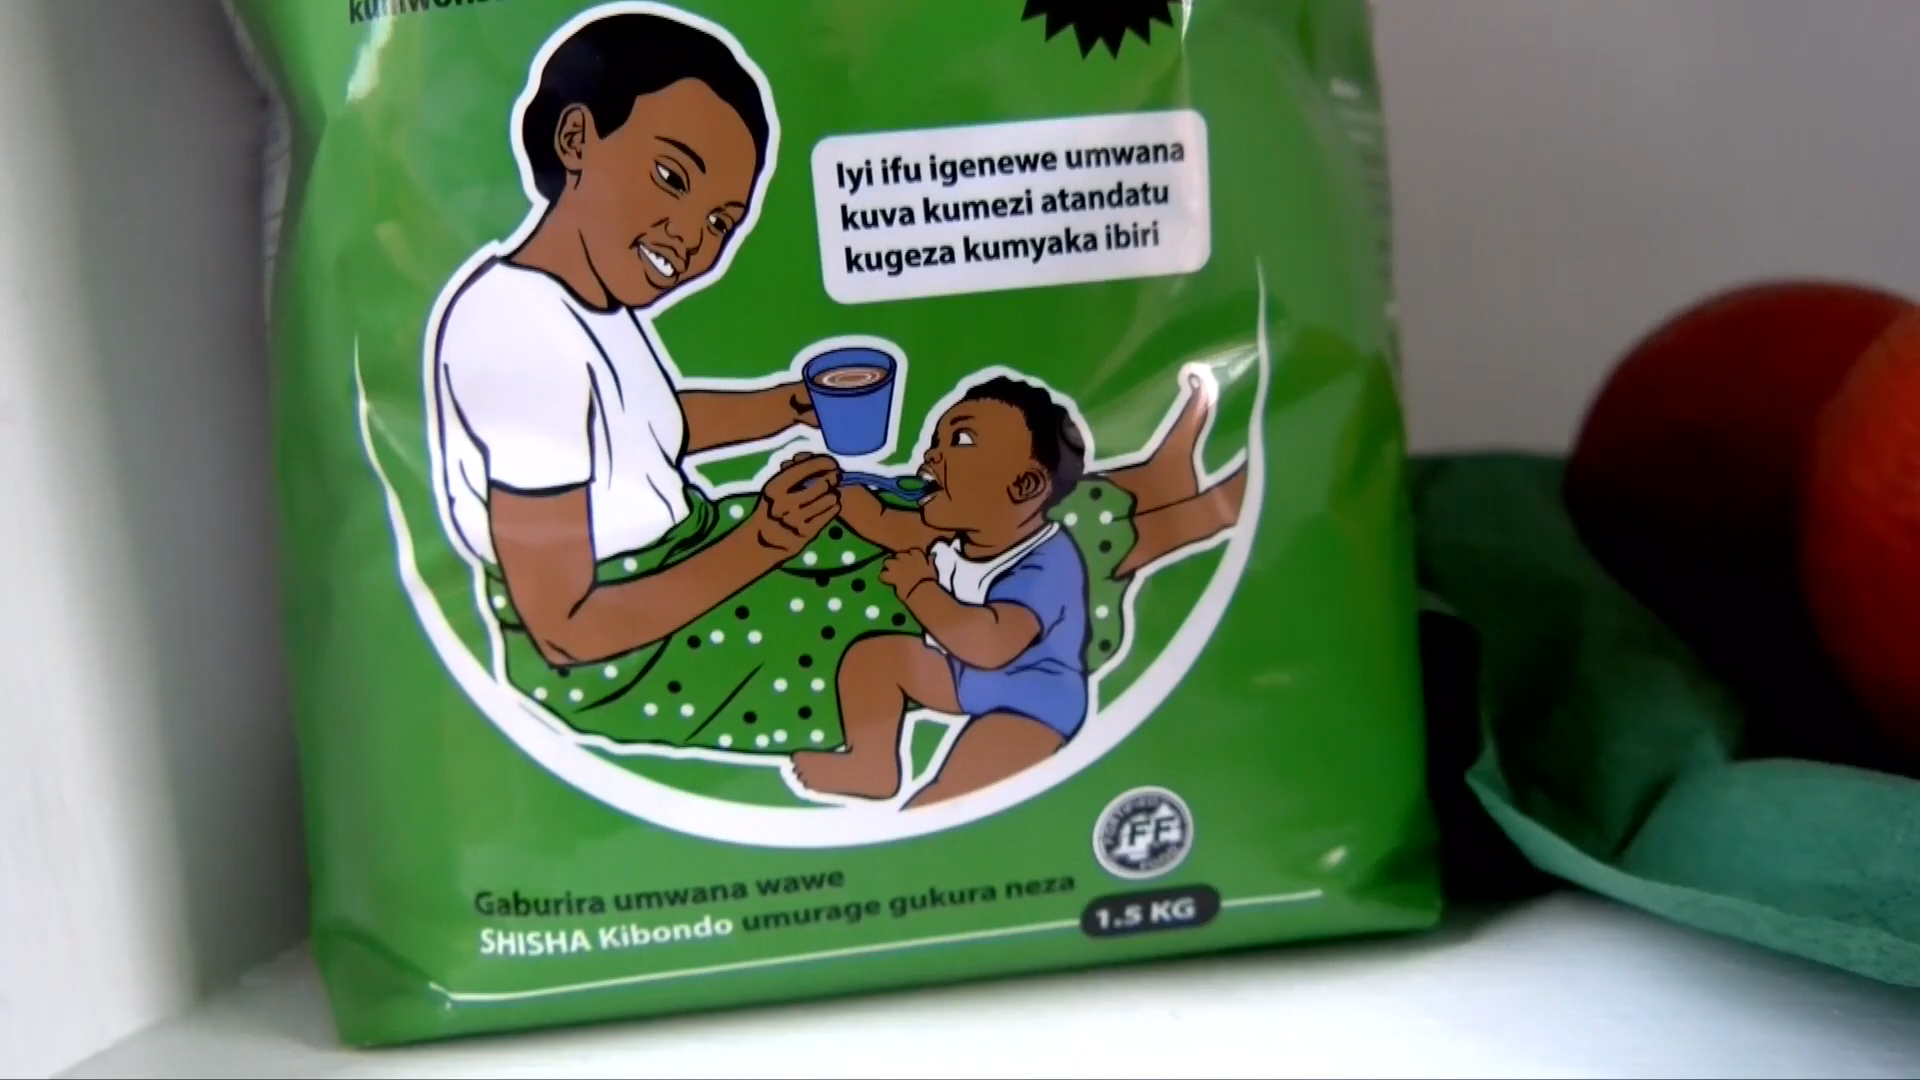 Iyi ifu igenewe umwana
kuva kumezi atandatu
kugeza kumyaka ibiri
FF
Gaburira umwana wawe
SHISHA Kibondo umurage gukura neza
1.5 KG